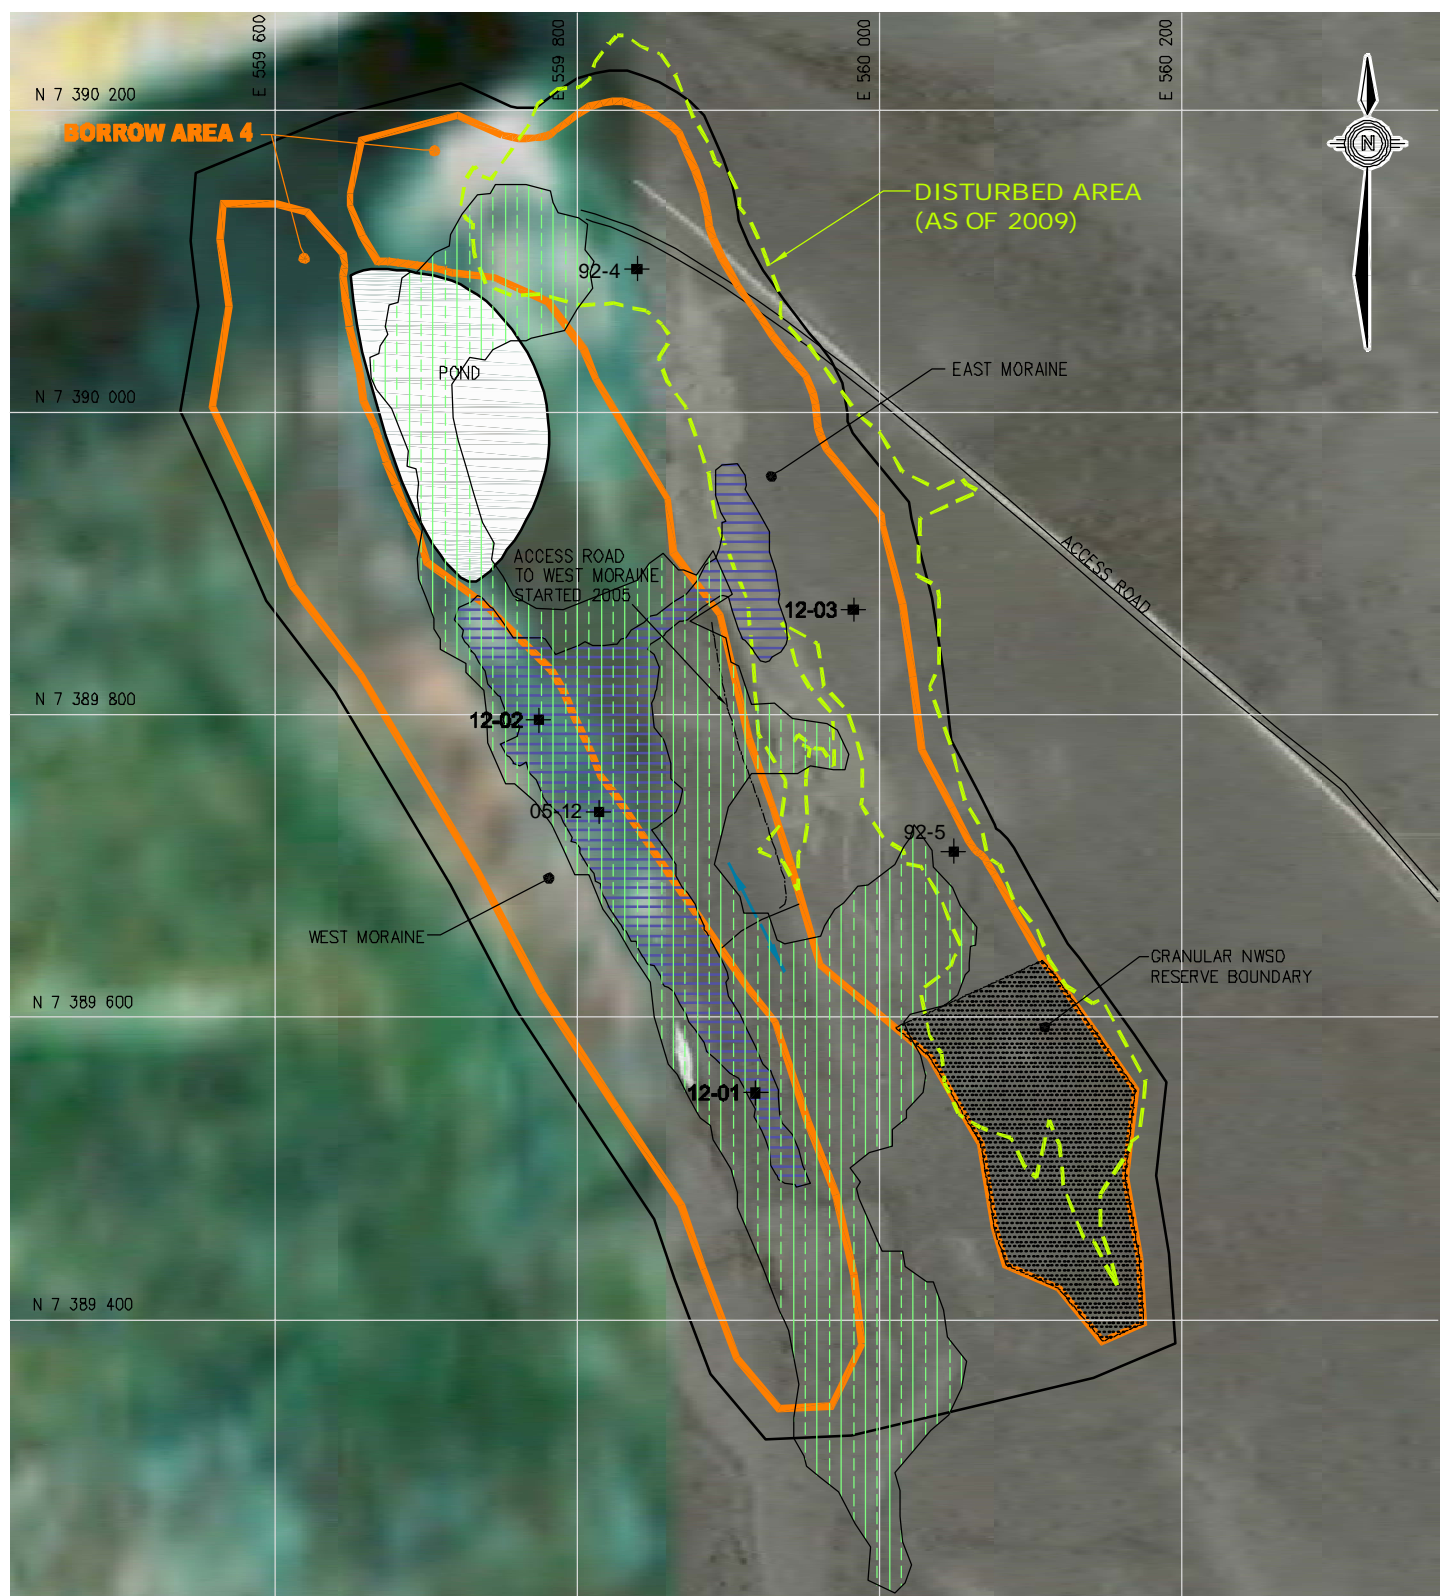 E 559 600
E 559 800
E 560 000
E 560 200
N 7 390 200
BORROW AREA 4
N
DISTURBED AREA
(AS OF 2009)
92-4
EAST MORAINE
POND
N 7 390 000
ACCESS ROAD
TO WEST MORAINE
STARTED 2005
ACCESS ROAD
12-03
N 7 389 800
12-02
05-12
92-5
WEST MORAINE
GRANULAR NWSD
RESERVE BOUNDARY
N 7 389 600
12-01
N 7 389 400